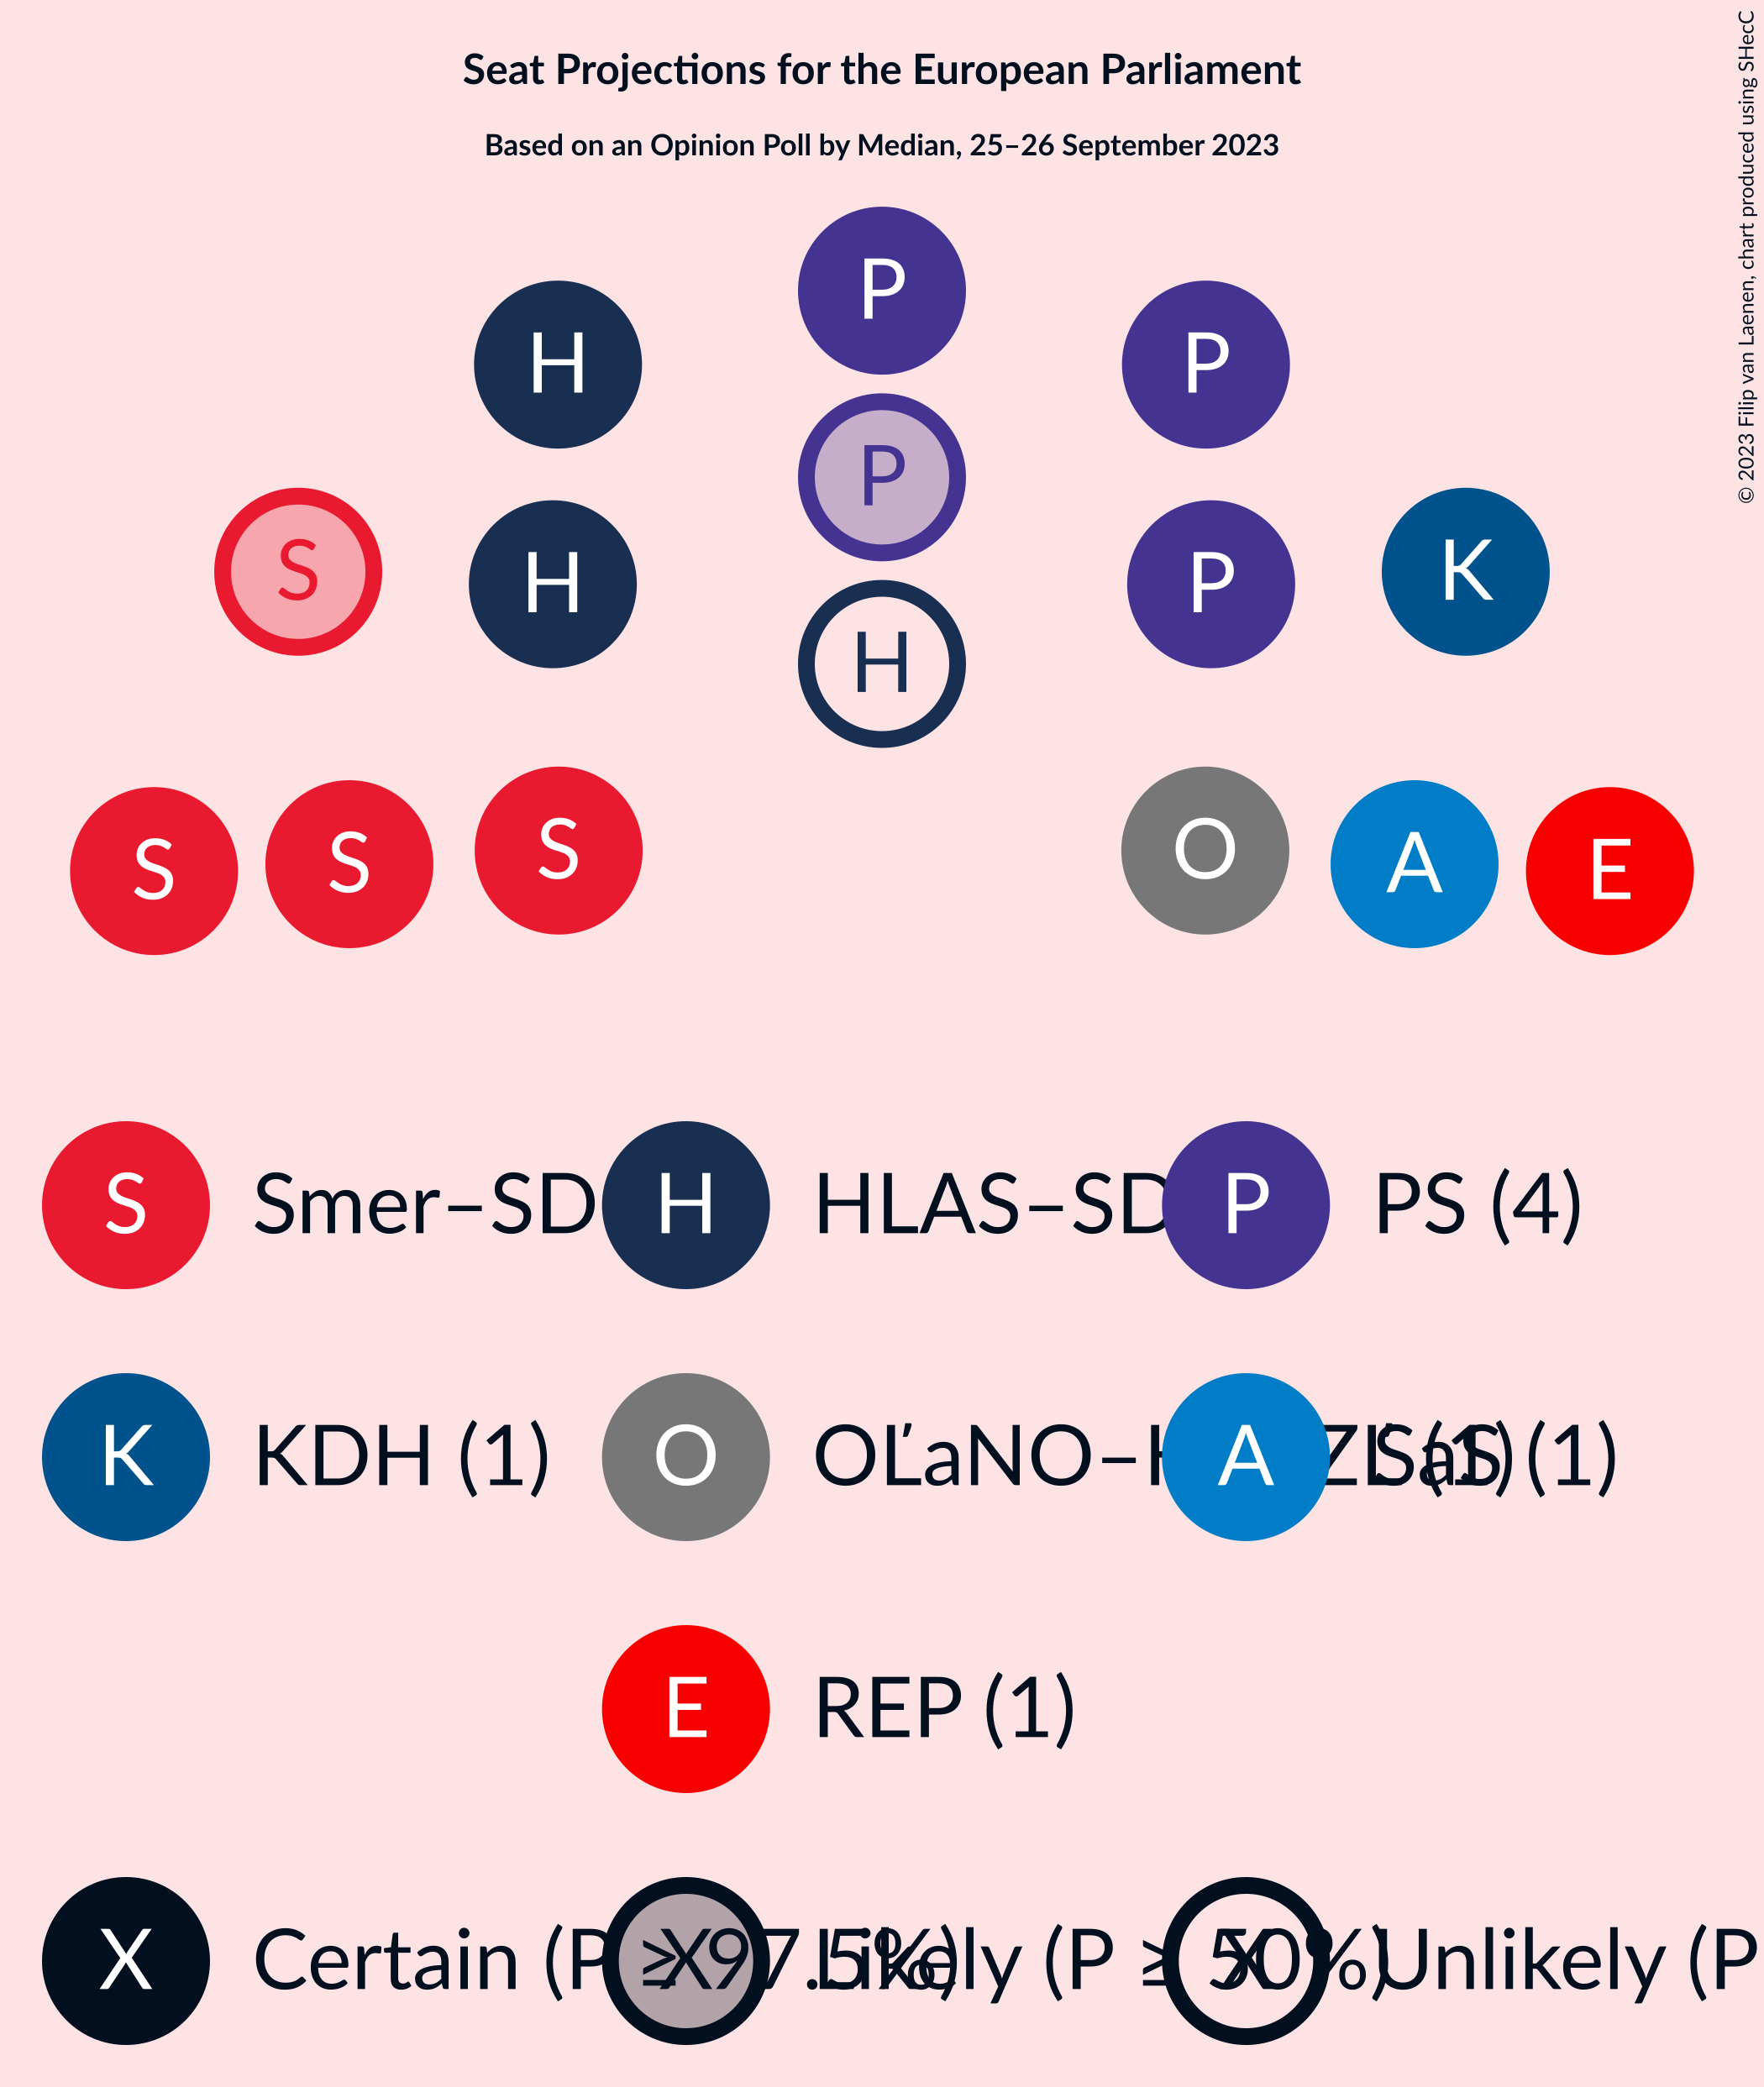 Seat Projections for the European Parliament
Based on an Opinion Poll by Median, 25–26 September 2023
© 2023 Filip van Laenen, chart produced using SHecC
P
H P
P
S K
H P
H
S S S O A E
S Smer–SD H HLAS–SD P PS (4)
K KDH (1) O OĽaNO– A SaS (1)
E REP (1)
X Certain (P ≥ 97.5%) X Likely (P ≥ 50%) X Unlikely (P